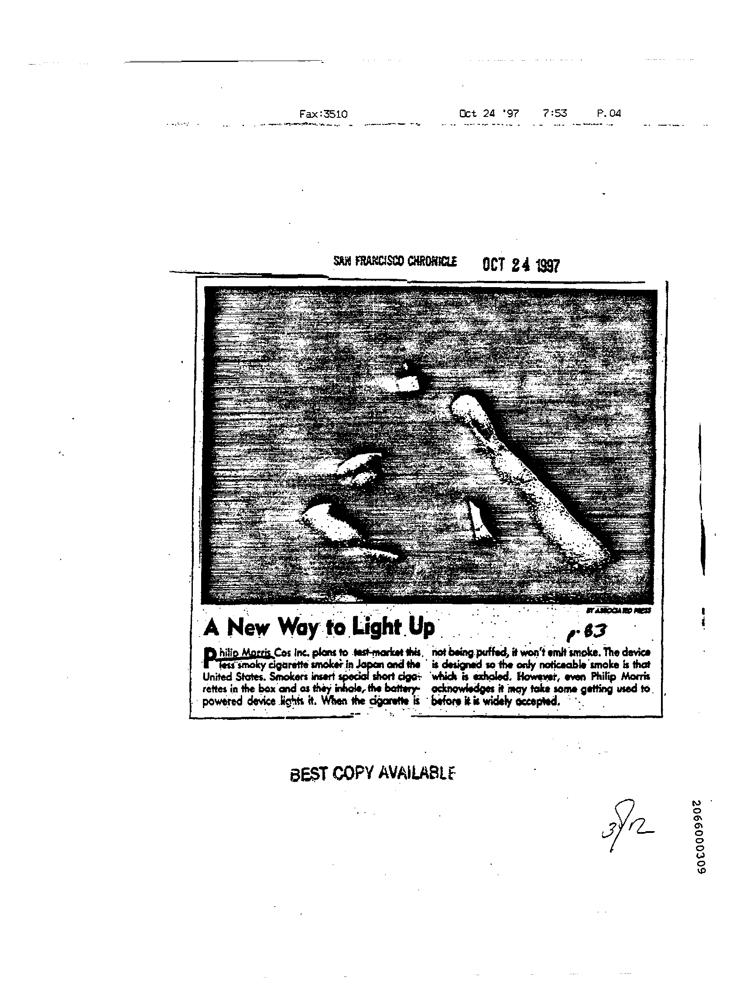 Fax:3510 Oct 24 '97 7:53 P.04
SAN FRANCISCO CHRONICLE OCT 24 1997
BY ASSOCIATED PRESS
A New Way to Light Up
Philip Morris Cos Inc. plans to test-market this
less smoky cigarette smoker in Japan and the
United States. Smokers insert special short ciga-
rettes in the box and as they inhale, the battery-
powered device lights it. When the cigarette is
not being puffed, it won't emit smoke. The device
is designed so the only noticeable smoke is that
which is exhaled. However, even Philip Morris
acknowledges it may take some getting used to
before it is widely accepted.
BEST COPY AVAILABLE
2066000309